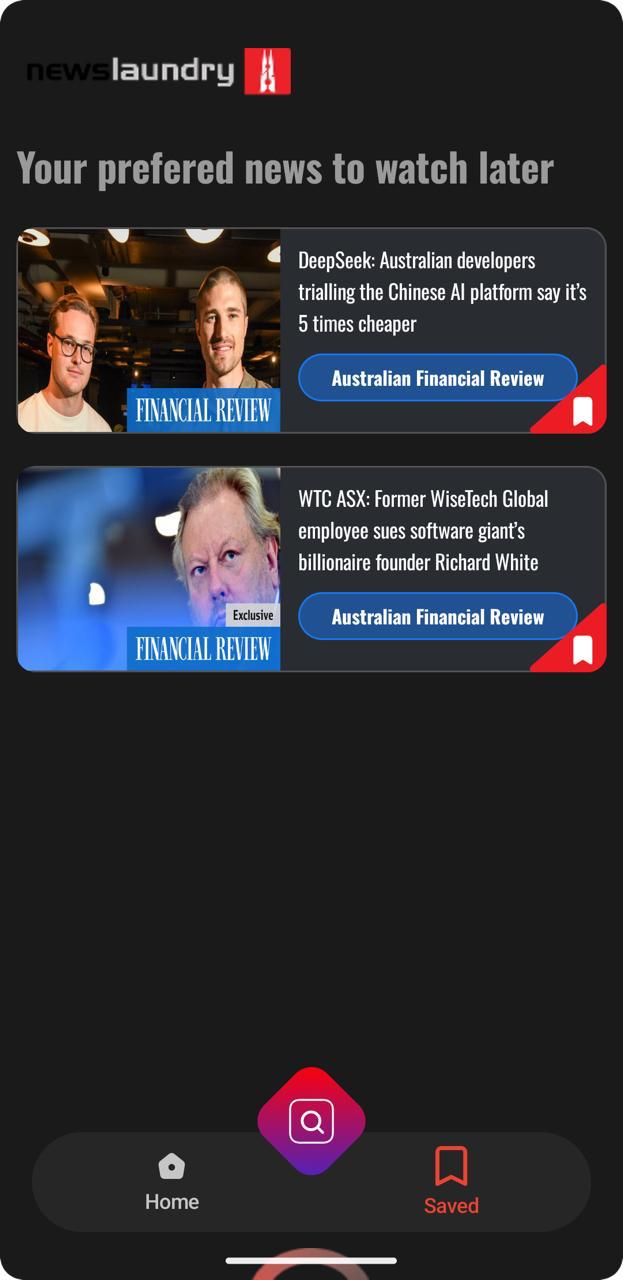 newslaundry
Your prefered news to watch later
DeepSeek: Australian developers
trialling the Chinese AI platform say it's
5 times cheaper
FINANCIAL REVIEW
Australian Financial Review
WTC ASX: Former WiseTech Global
employee sues software giant's
billionaire founder Richard White
Exclusive
FINANCIAL REVIEW
Australian Financial Review
Home
Saved